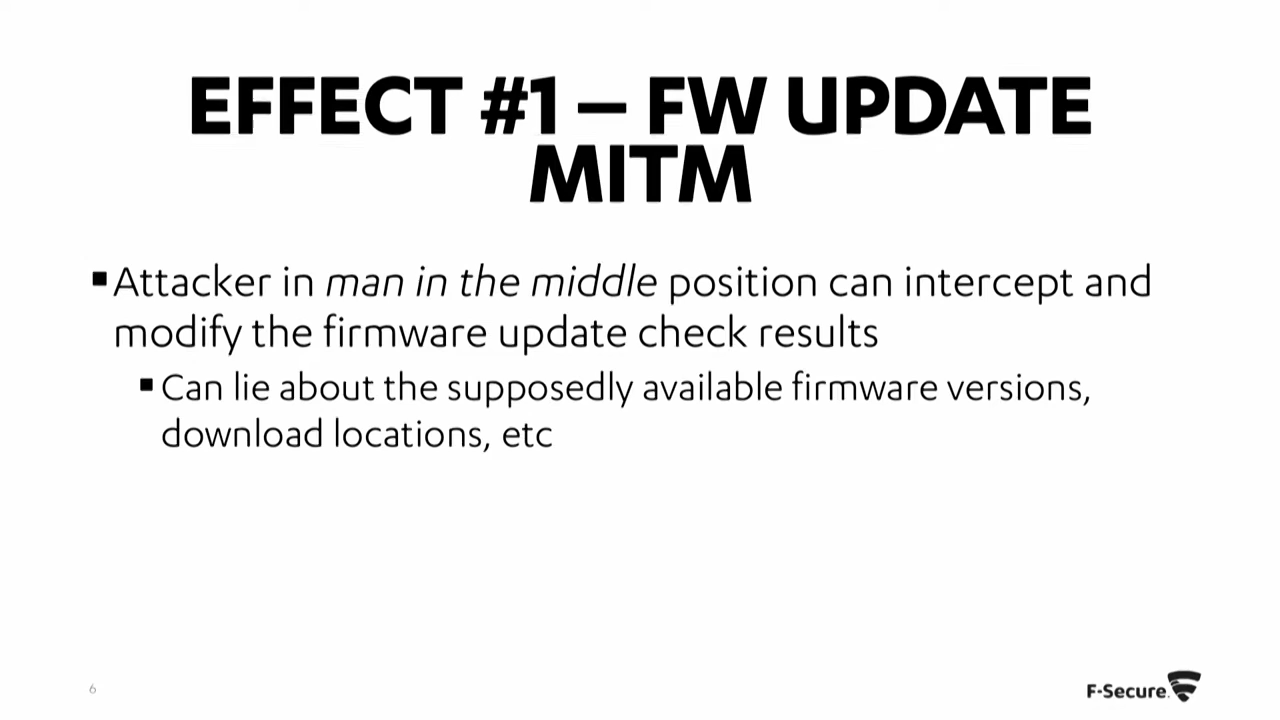 EFFECT #1 – FW UPDATE
MITM
▪Attacker in man in the middle position can intercept and
modify the firmware update check results
▪Can lie about the supposedly available firmware versions,
download locations, etc
6
F-Secure.